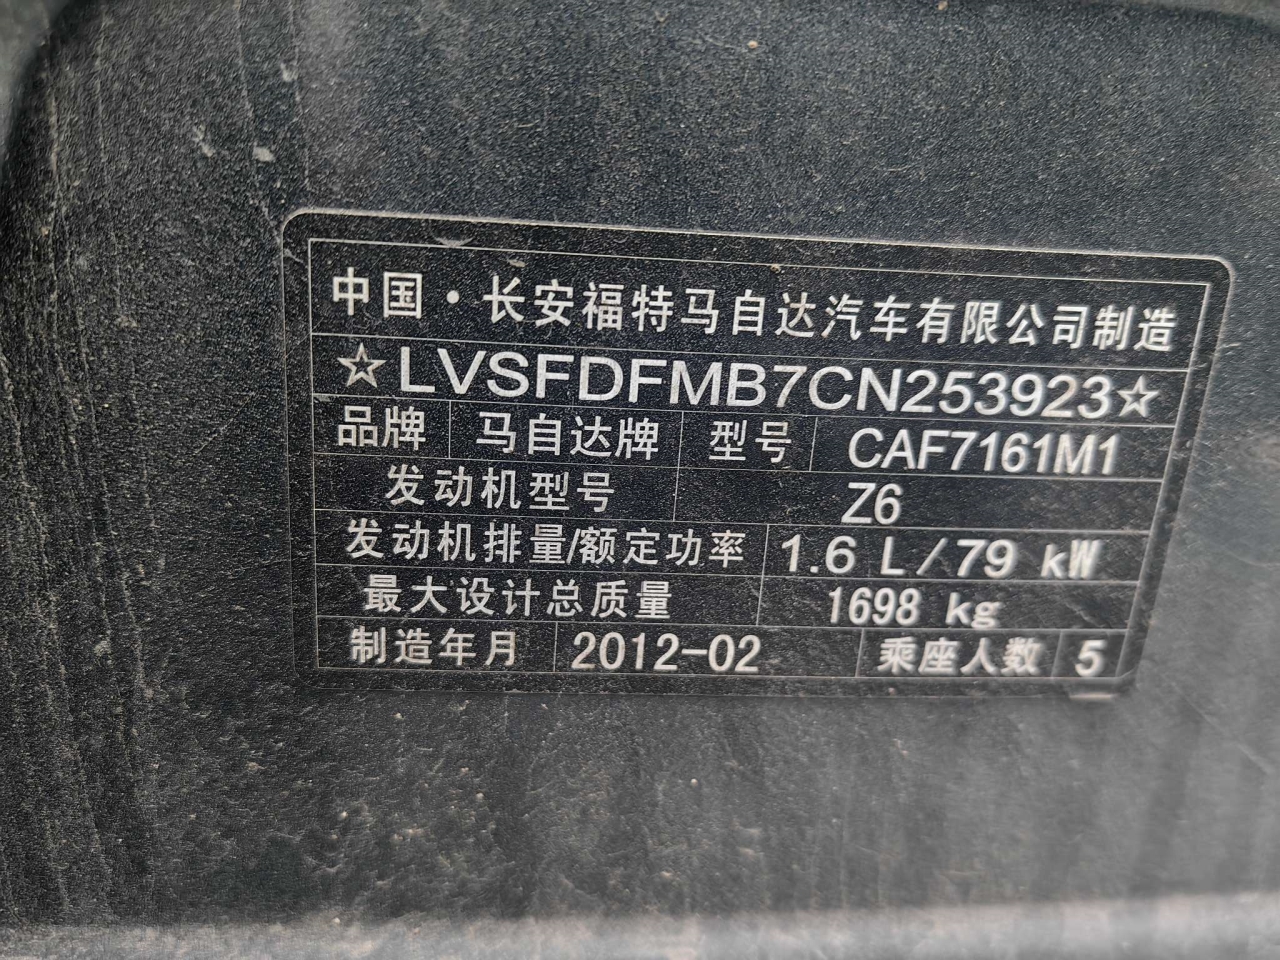 中国·长安福特马自达汽车有限公司制造
☆LVSFDFMB7CN253923☆
品牌 马自达牌 型号 CAF7161M1
发动机型号 Z6
发动机排量/额定功率 1.6 L/79 kW
最大设计总质量 1698 kg
制造年月 2012-02 乘座人数 5